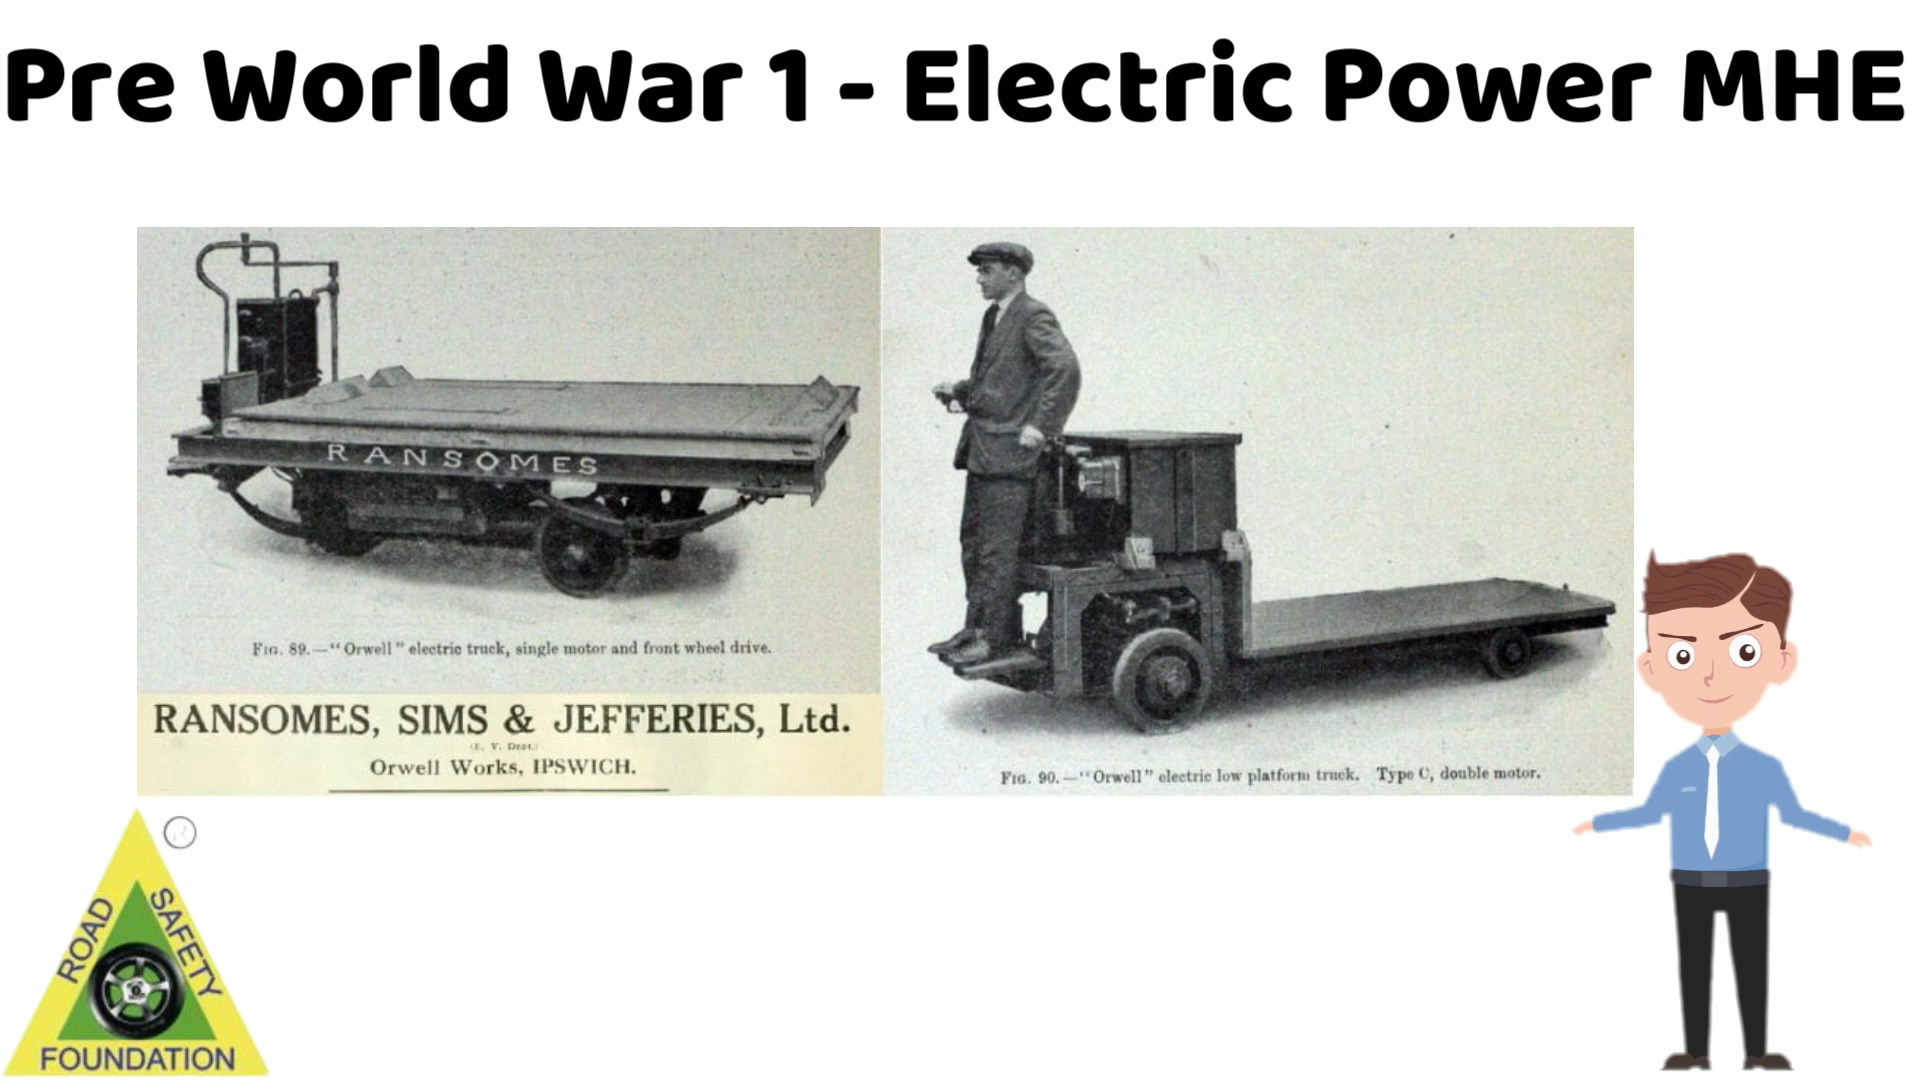 Pre World War 1 - Electric Power MHE
RANSOMES
Fig. 89.—“Orwell” electric truck, single motor and front wheel drive.
RANSOMES, SIMS & JEFFERIES, Ltd.
(E. V. Dept.)
Orwell Works, IPSWICH.
Fig. 90.—“Orwell” electric low platform truck. Type C, double motor.
ROAD SAFETY
FOUNDATION